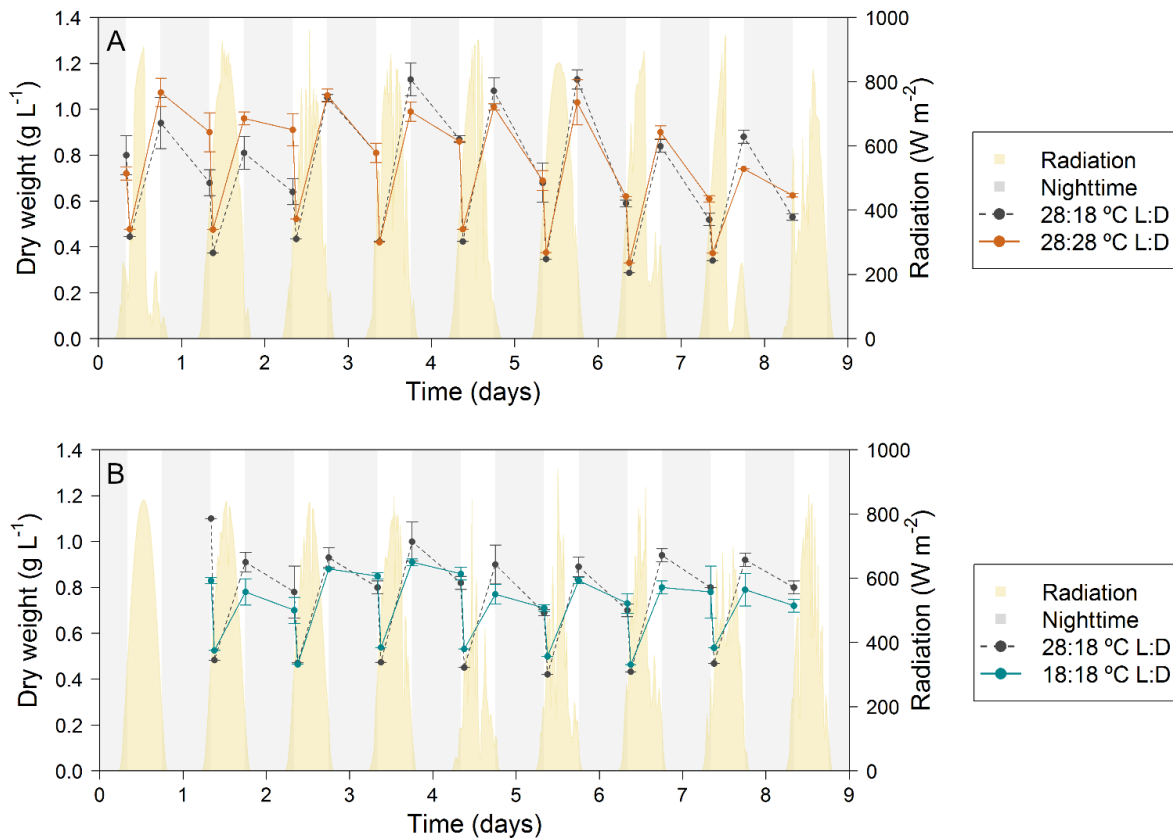 A
Dry weight (g L⁻¹)
1.4
1.2
1.0
0.8
0.6
0.4
0.2
0.0
0 1 2 3 4 5 6 7 8 9
Time (days)
1000
800
600
400
200
0
Radiation (W m⁻²)
Radiation
Nighttime
28:18 ºC L:D
28:28 ºC L:D
B
Dry weight (g L⁻¹)
1.4
1.2
1.0
0.8
0.6
0.4
0.2
0.0
0 1 2 3 4 5 6 7 8 9
Time (days)
1000
800
600
400
200
0
Radiation (W m⁻²)
Radiation
Nighttime
28:18 ºC L:D
18:18 ºC L:D